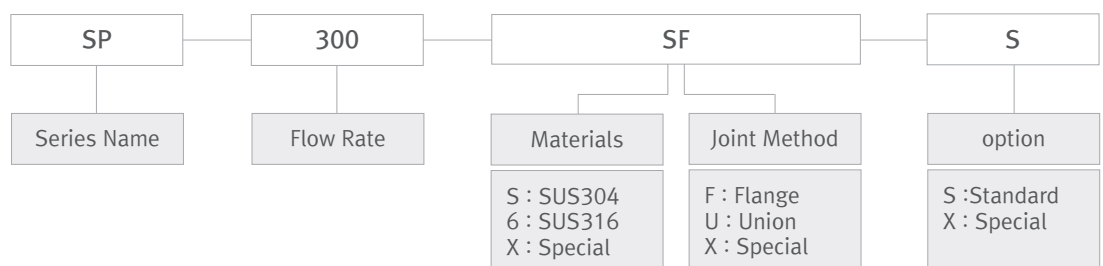 SP 300 SF S
Series Name Flow Rate Materials Joint Method option
S : SUS304
6 : SUS316
X : Special
F : Flange
U : Union
X : Special
S :Standard
X : Special